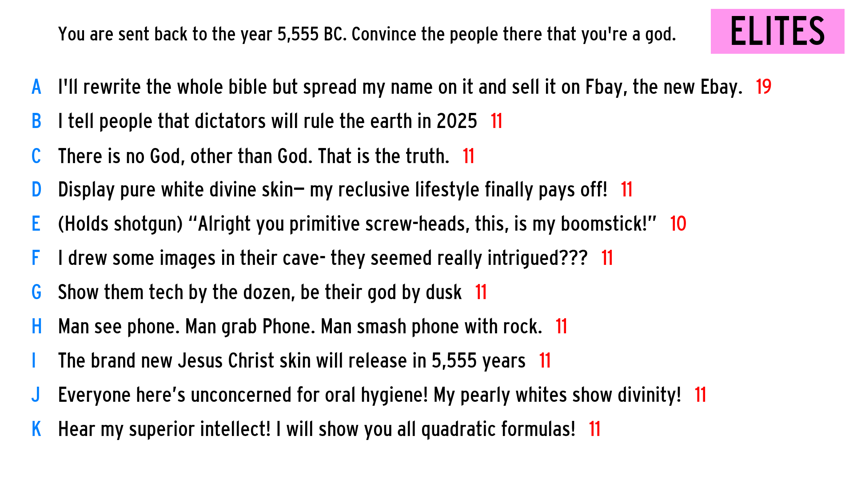 You are sent back to the year 5,555 BC. Convince the people there that you're a god.
ELITES
A I'll rewrite the whole bible but spread my name on it and sell it on Fbay, the new Ebay. 19
B I tell people that dictators will rule the earth in 2025 11
C There is no God, other than God. That is the truth. 11
D Display pure white divine skin— my reclusive lifestyle finally pays off! 11
E (Holds shotgun) “Alright you primitive screw-heads, this, is my boomstick!” 10
F I drew some images in their cave- they seemed really intrigued??? 11
G Show them tech by the dozen, be their god by dusk 11
H Man see phone. Man grab Phone. Man smash phone with rock. 11
I The brand new Jesus Christ skin will release in 5,555 years 11
J Everyone here’s unconcerned for oral hygiene! My pearly whites show divinity! 11
K Hear my superior intellect! I will show you all quadratic formulas! 11